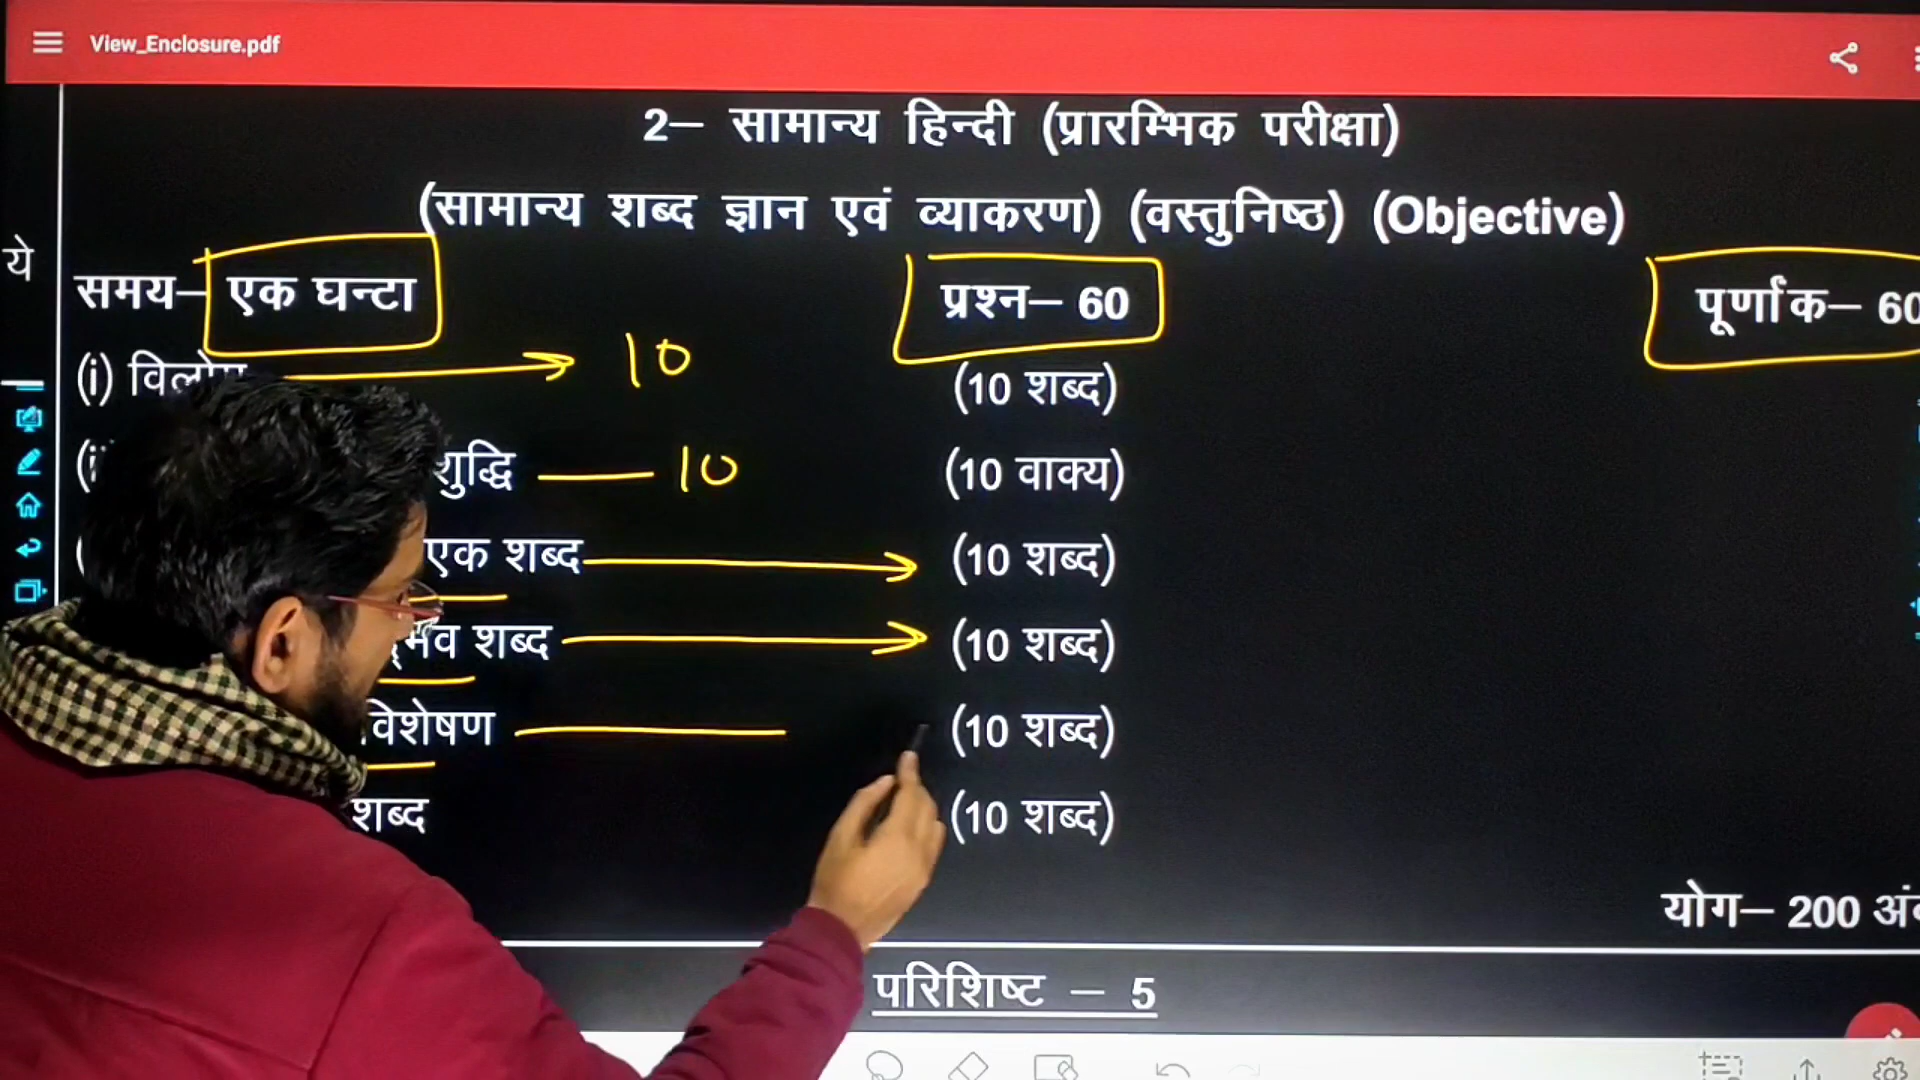 View_Enclosure.pdf
2– सामान्य हिन्दी (प्रारम्भिक परीक्षा)
(सामान्य शब्द ज्ञान एवं व्याकरण) (वस्तुनिष्ठ) (Objective)
ये
समय– एक घन्टा प्रश्न– 60 पूर्णांक– 60
(i) विलोम 10 (10 शब्द)
शुद्धि 10 (10 वाक्य)
एक शब्द (10 शब्द)
शब्द (10 शब्द)
विशेषण (10 शब्द)
शब्द (10 शब्द)
योग– 200
परिशिष्ट – 5